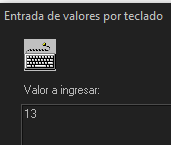 Entrada de valores por teclado
Valor a ingresar:
13